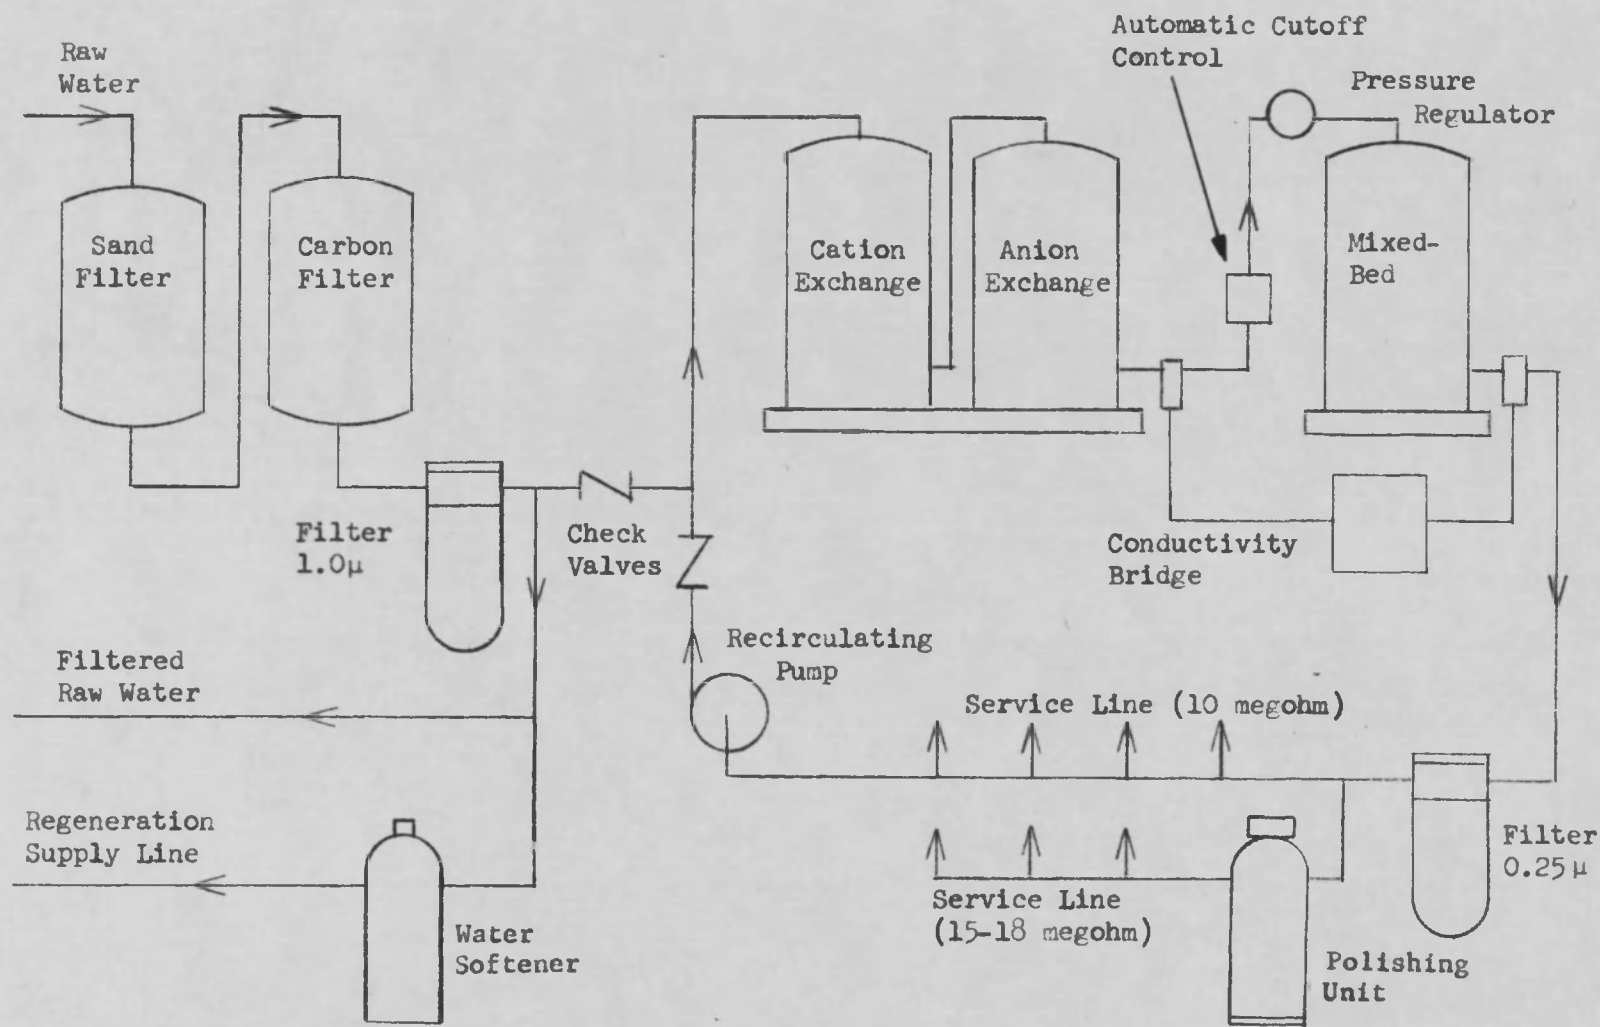 Raw
Water
Sand
Filter
Carbon
Filter
Filter
1.0μ
Check
Valves
Filtered
Raw Water
Regeneration
Supply Line
Water
Softener
Recirculating
Pump
Cation
Exchange
Anion
Exchange
Automatic Cutoff
Control
Pressure
Regulator
Mixed-
Bed
Conductivity
Bridge
Service Line (10 megohm)
Service Line
(15-18 megohm)
Polishing
Unit
Filter
0.25μ